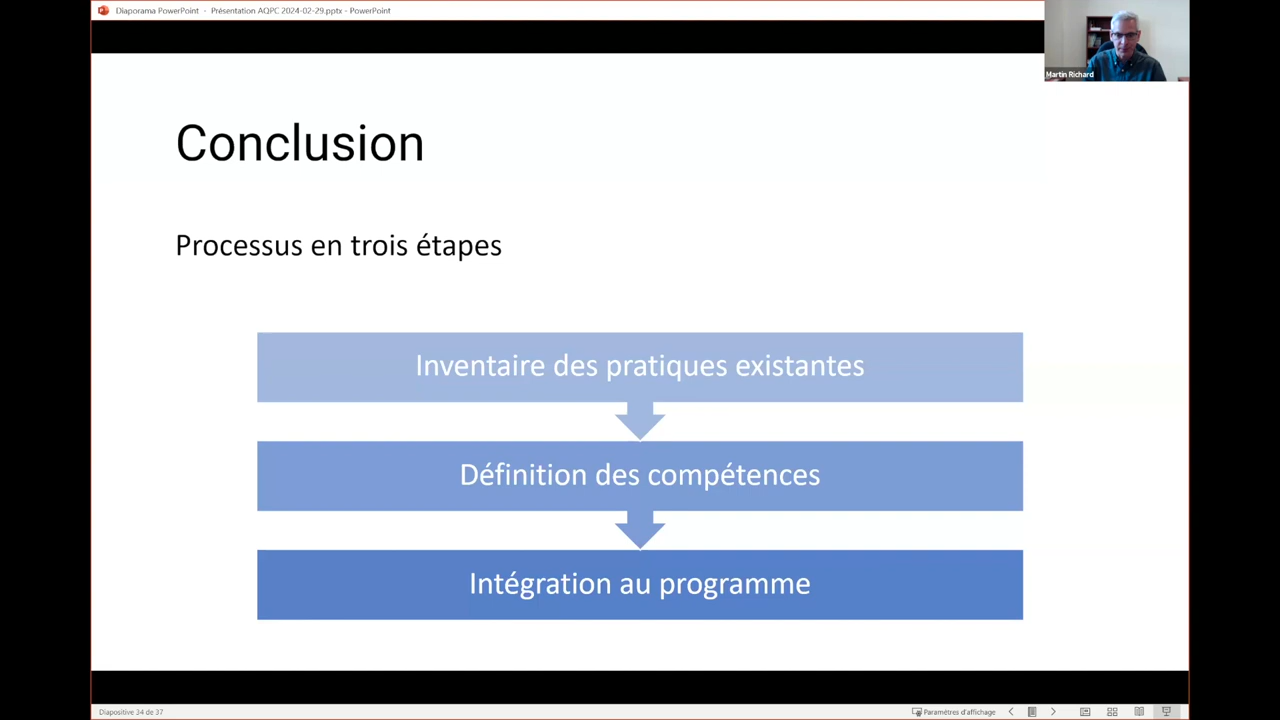 Diaporama PowerPoint - Présentation AQPC 2024-02-29.pptx - PowerPoint
Martin Richard
Conclusion
Processus en trois étapes
Inventaire des pratiques existantes
Définition des compétences
Intégration au programme
Diapositive 34 de 37
Paramètres d'affichage